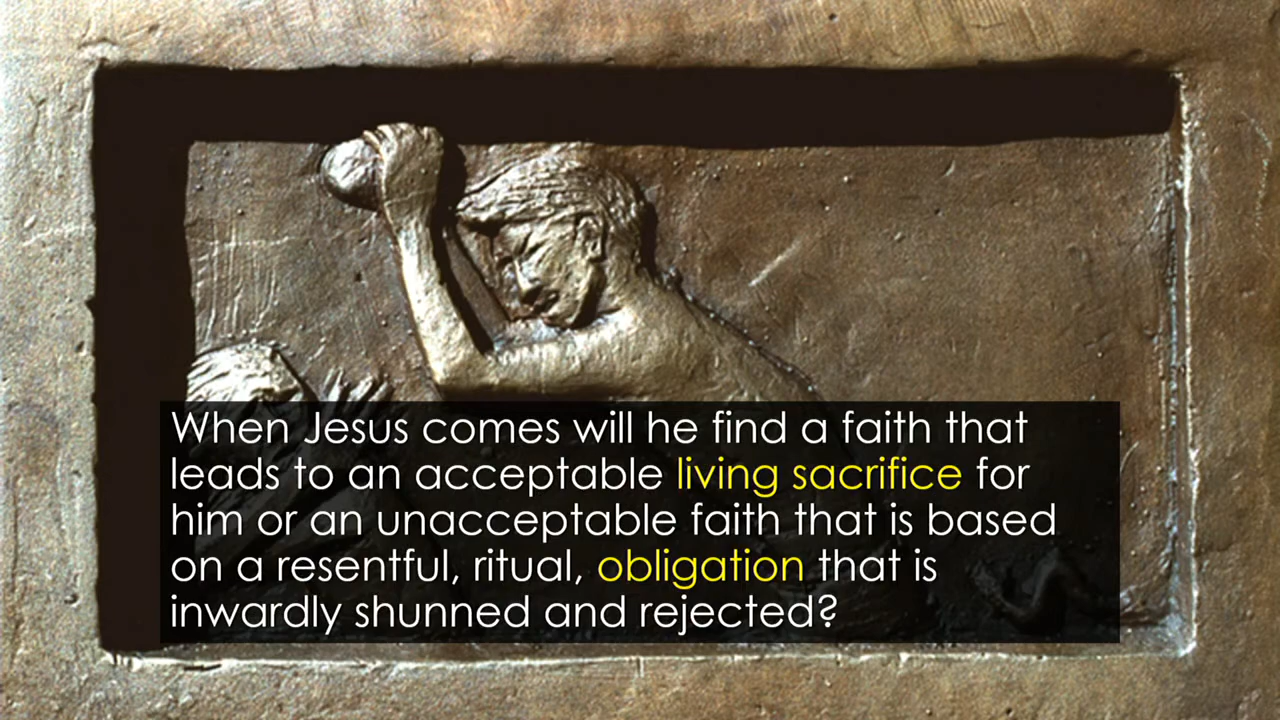 When Jesus comes will he find a faith that
leads to an acceptable living sacrifice for
him or an unacceptable faith that is based
on a resentful, ritual, obligation that is
inwardly shunned and rejected?